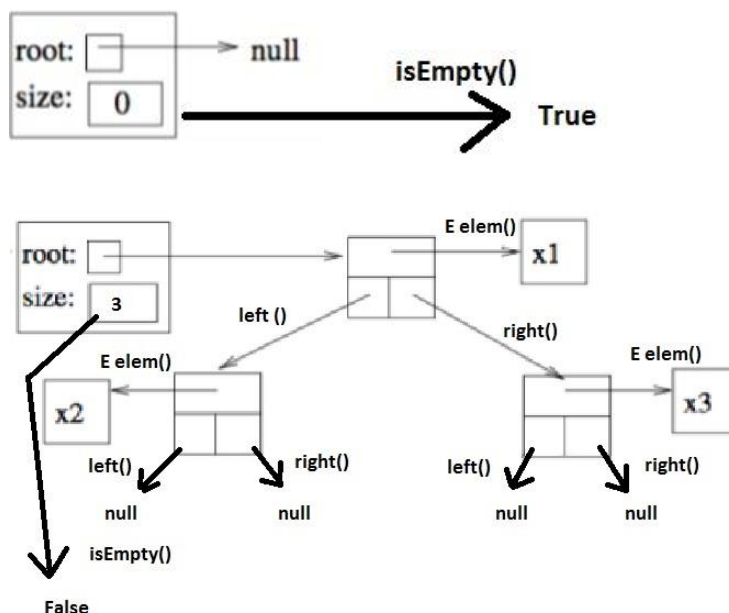 root:
null
isEmpty()
size:
0
True
root:
E elem()
x1
size:
3
left ()
right()
E elem()
E elem()
x2
x3
left()
right()
left()
right()
null
null
null
null
isEmpty()
False